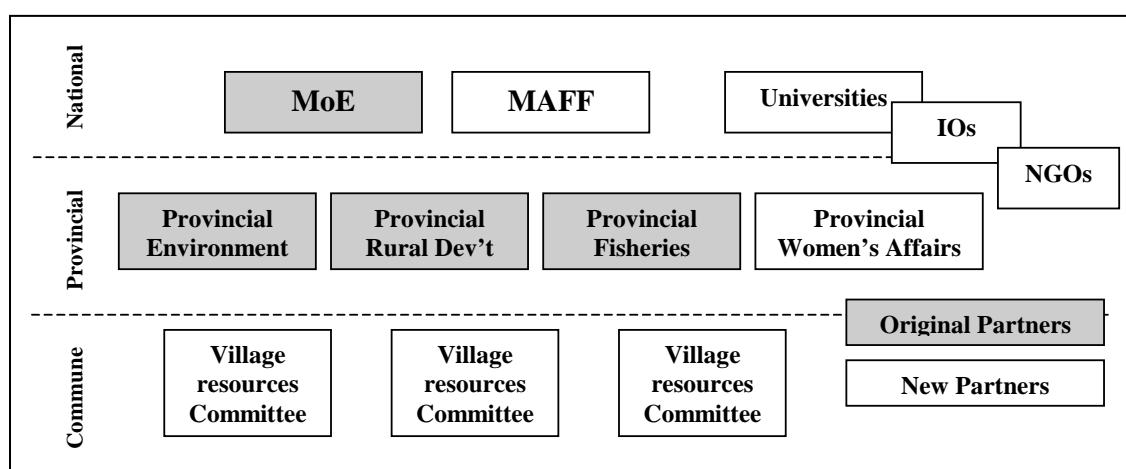 National
MoE
MAFF
Universities
IOs
NGOs
Provincial
Provincial
Environment
Provincial
Rural Dev't
Provincial
Fisheries
Provincial
Women's Affairs
Original Partners
New Partners
Commune
Village
resources
Committee
Village
resources
Committee
Village
resources
Committee